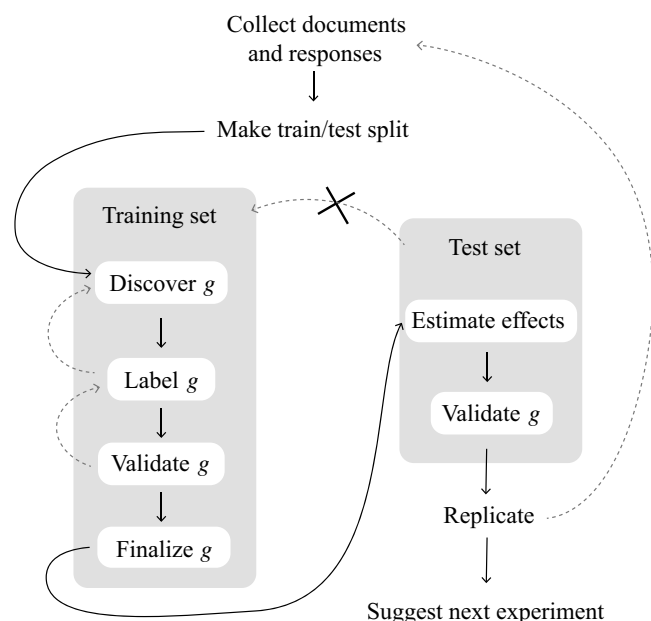 Collect documents
and responses
Make train/test split
Training set
Discover g
Label g
Validate g
Finalize g
Test set
Estimate effects
Validate g
Replicate
Suggest next experiment